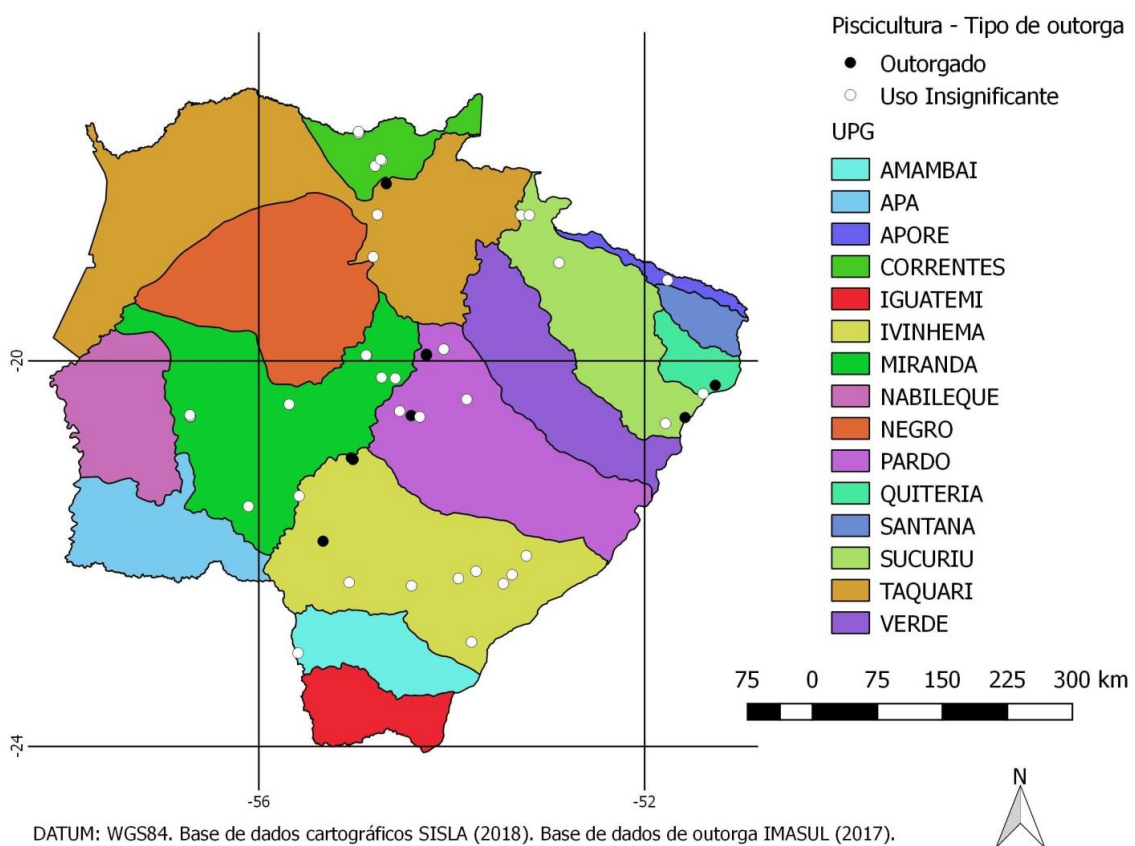 Piscicultura - Tipo de outorga
Outorgado
Uso Insignificante
UPG
AMAMBAI
APA
APORE
CORRENTES
IGUATEMI
IVINHEMA
MIRANDA
NABILEQUE
NEGRO
PARDO
QUITERIA
SANTANA
SUCURIU
TAQUARI
VERDE
-20
75 0 75 150 225 300 km
-24
-56 -52
N
DATUM: WGS84. Base de dados cartográficos SISLA (2018). Base de dados de outorga IMASUL (2017).